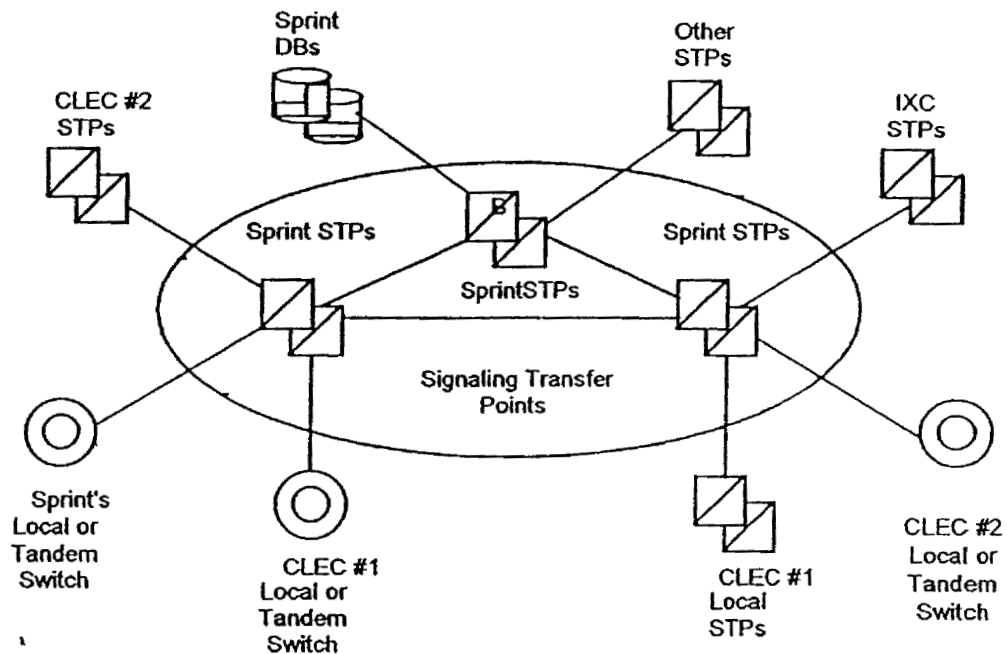 Sprint
DBs
Other
STPs
CLEC #2
STPs
IXC
STPs
B
Sprint STPs
Sprint STPs
SprintSTPs
Signaling Transfer
Points
Sprint's
Local or
Tandem
Switch
CLEC #1
Local or
Tandem
Switch
CLEC #1
Local
STPs
CLEC #2
Local or
Tandem
Switch